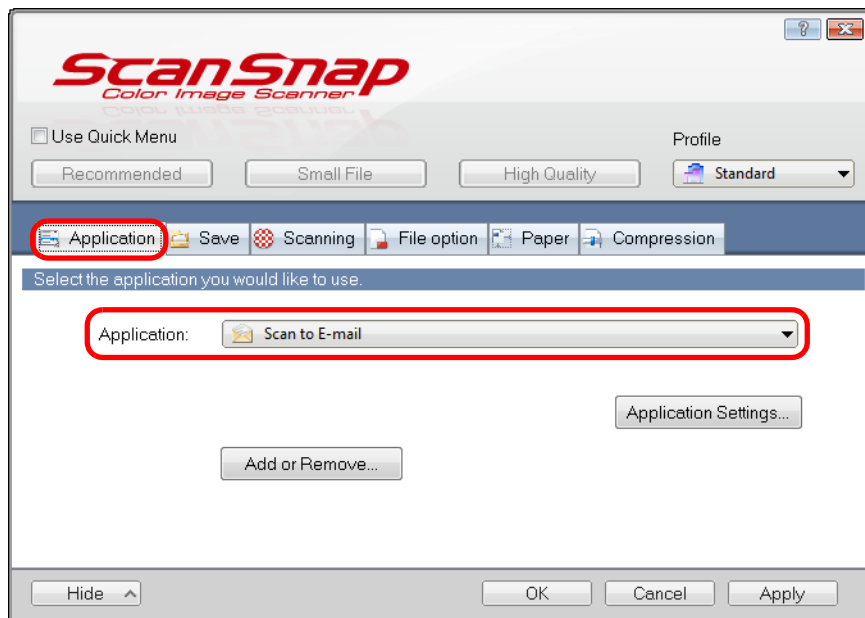 ScanSnap
Color Image Scanner
Use Quick Menu
Profile
Recommended Small File High Quality Standard
Application Save Scanning File option Paper Compression
Select the application you would like to use.
Application: Scan to E-mail
Application Settings...
Add or Remove...
Hide OK Cancel Apply